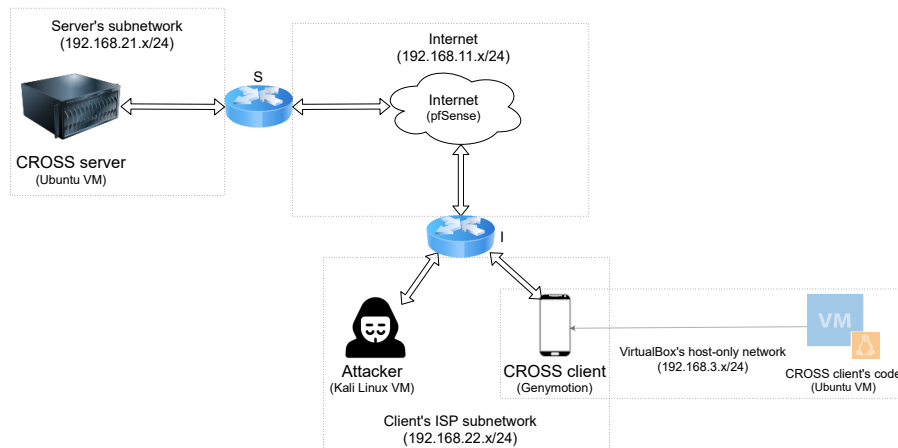 Server's subnetwork
(192.168.21.x/24)
Internet
(192.168.11.x/24)
S
Internet
(pfSense)
CROSS server
(Ubuntu VM)
I
VM
Attacker
(Kali Linux VM)
CROSS client
(Genymotion)
VirtualBox's host-only network
(192.168.3.x/24)
CROSS client's code
(Ubuntu VM)
Client's ISP subnetwork
(192.168.22.x/24)